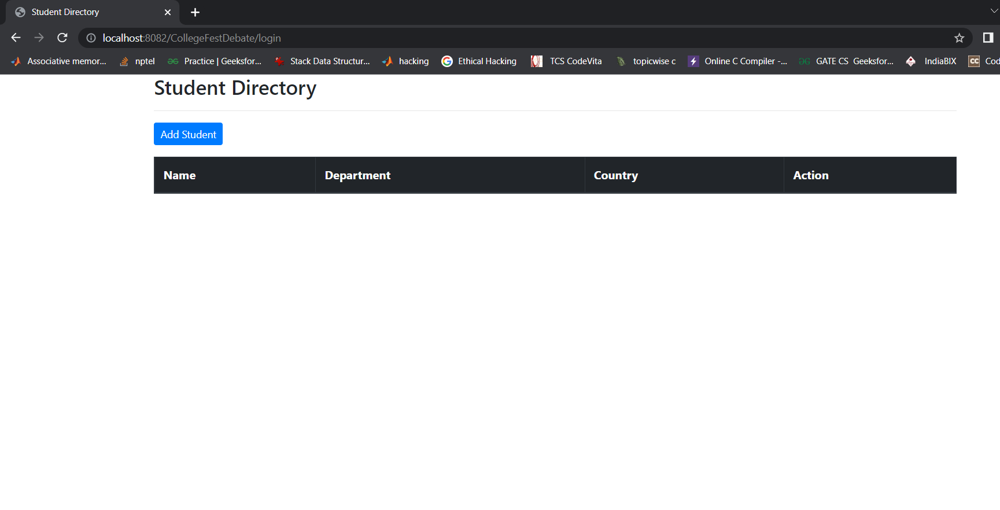 Student Directory
localhost:8082/CollegeFestDebate/login
Associative memor... nptel Practice | Geeksfor... Stack Data Structur... hacking Ethical Hacking TCS CodeVita topicwise c Online C Compiler -... GATE CS Geeksfor... IndiaBIX CC Cod
Student Directory
Add Student
Name Department Country Action